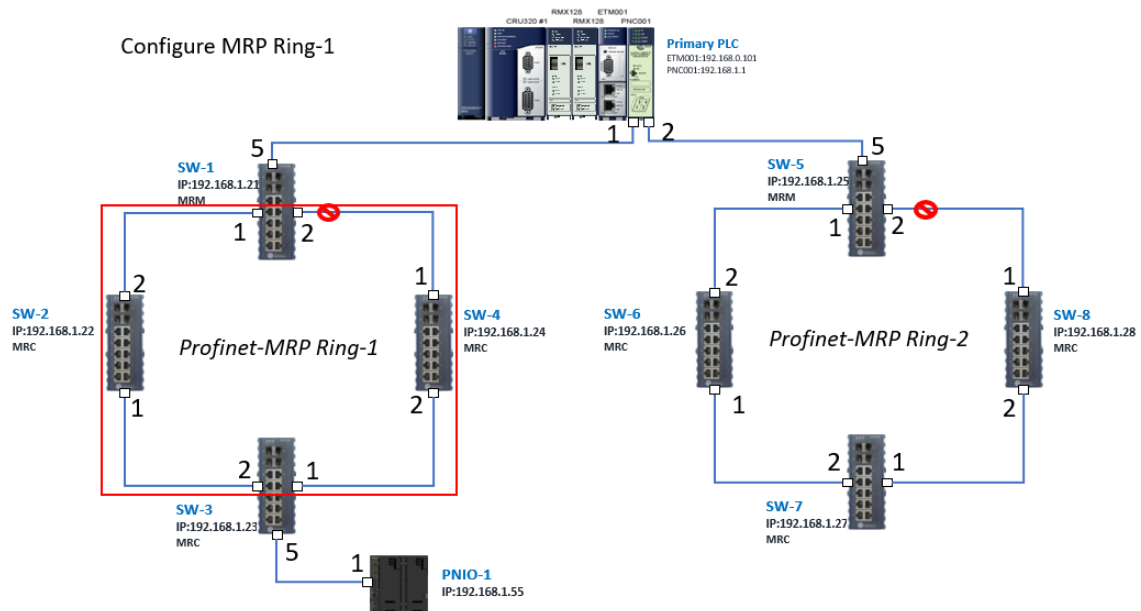 RMX128 ETM001
CRU320 #1 RMX128 PNC001
Configure MRP Ring-1
Primary PLC
ETM001:192.168.0.101
PNC001:192.168.1.1
1 2
5
SW-1
IP:192.168.1.21
MRM
1 2
5
SW-5
IP:192.168.1.25
MRM
1 2
2
SW-2
IP:192.168.1.22
MRC
1
1
SW-4
IP:192.168.1.24
MRC
2
Profinet-MRP Ring-1
2
SW-6
IP:192.168.1.26
MRC
1
1
SW-8
IP:192.168.1.28
MRC
2
Profinet-MRP Ring-2
2 1
SW-3
IP:192.168.1.23
MRC
5
2 1
SW-7
IP:192.168.1.27
MRC
1
PNIO-1
IP:192.168.1.55